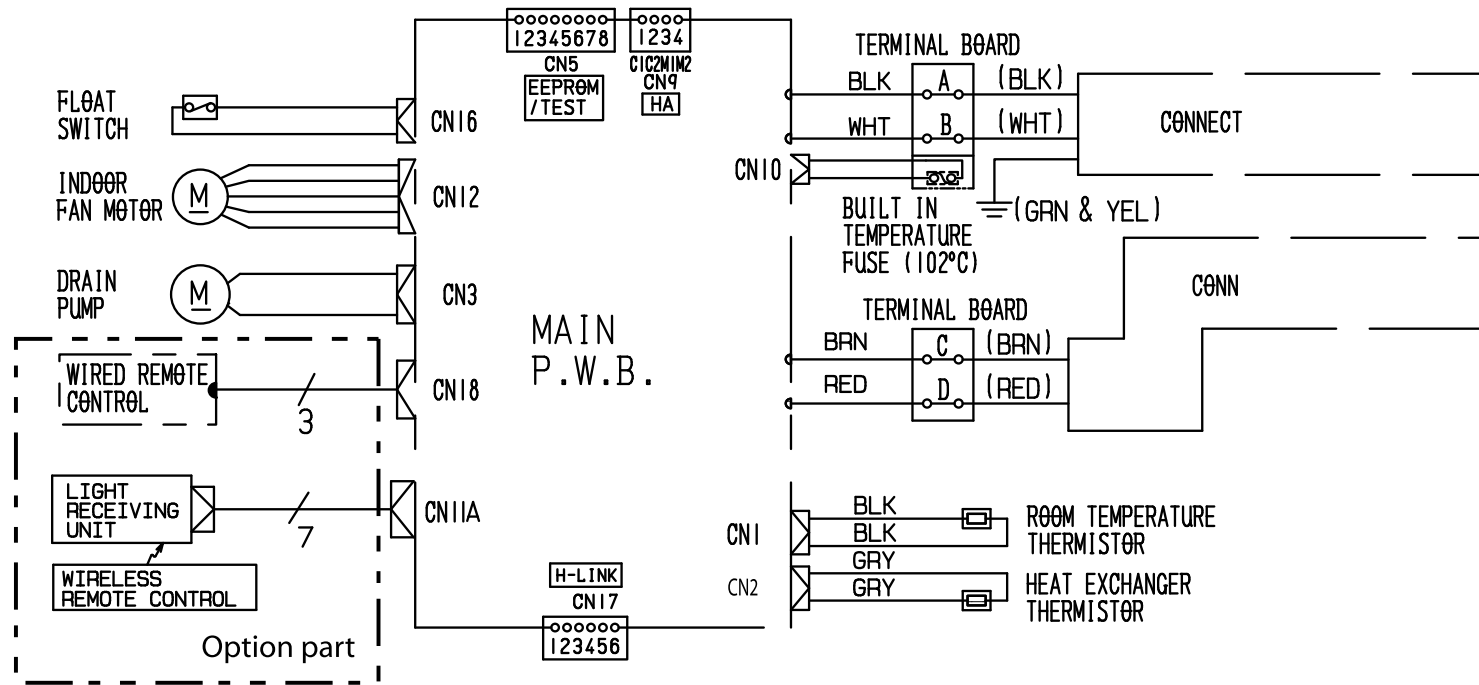 12345678
CN5
EEPROM
/TEST
1234
C1C2M1M2
CN9
HA
FLOAT
SWITCH
CN16
INDOOR
FAN MOTOR
M
CN12
DRAIN
PUMP
M
CN3
WIRED REMOTE
CONTROL
3
CN18
LIGHT
RECEIVING
UNIT
7
CN11A
WIRELESS
REMOTE CONTROL
Option part
MAIN
P.W.B.
H-LINK
CN17
123456
TERMINAL BOARD
BLK A (BLK)
WHT B (WHT)
CONNECT
CN10
BUILT IN
TEMPERATURE
FUSE (102°C)
(GRN & YEL)
CONN
TERMINAL BOARD
BRN C (BRN)
RED D (RED)
CN1
BLK
BLK
ROOM TEMPERATURE
THERMISTOR
CN2
GRY
GRY
HEAT EXCHANGER
THERMISTOR